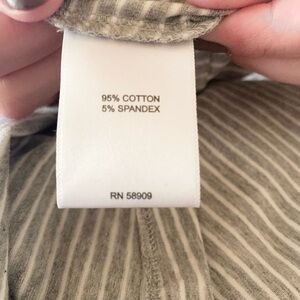 95% COTTON
5% SPANDEX
RN 58909